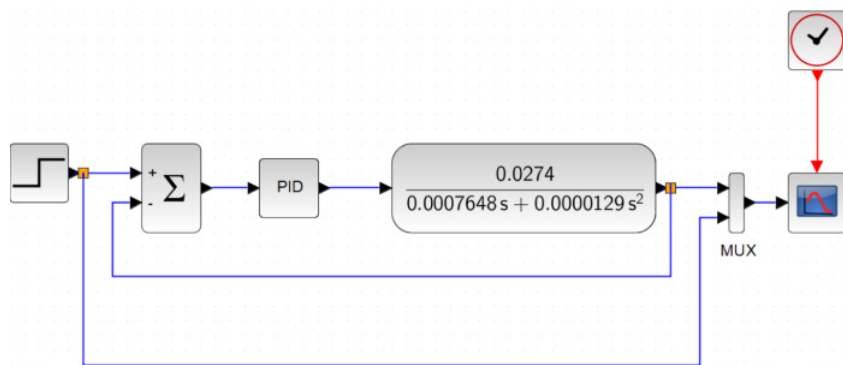 +
-
Σ
PID
0.0274
0.0007648 s + 0.0000129 s²
MUX